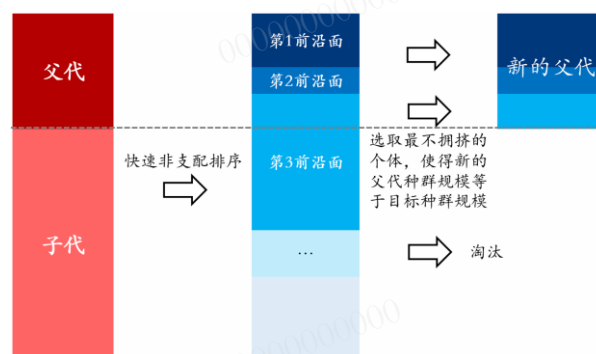 父代
第1前沿面
第2前沿面
新的父代
快速非支配排序
第3前沿面
选取最不拥挤的
个体，使得新的
父代种群规模等
于目标种群规模
子代
...
淘汰